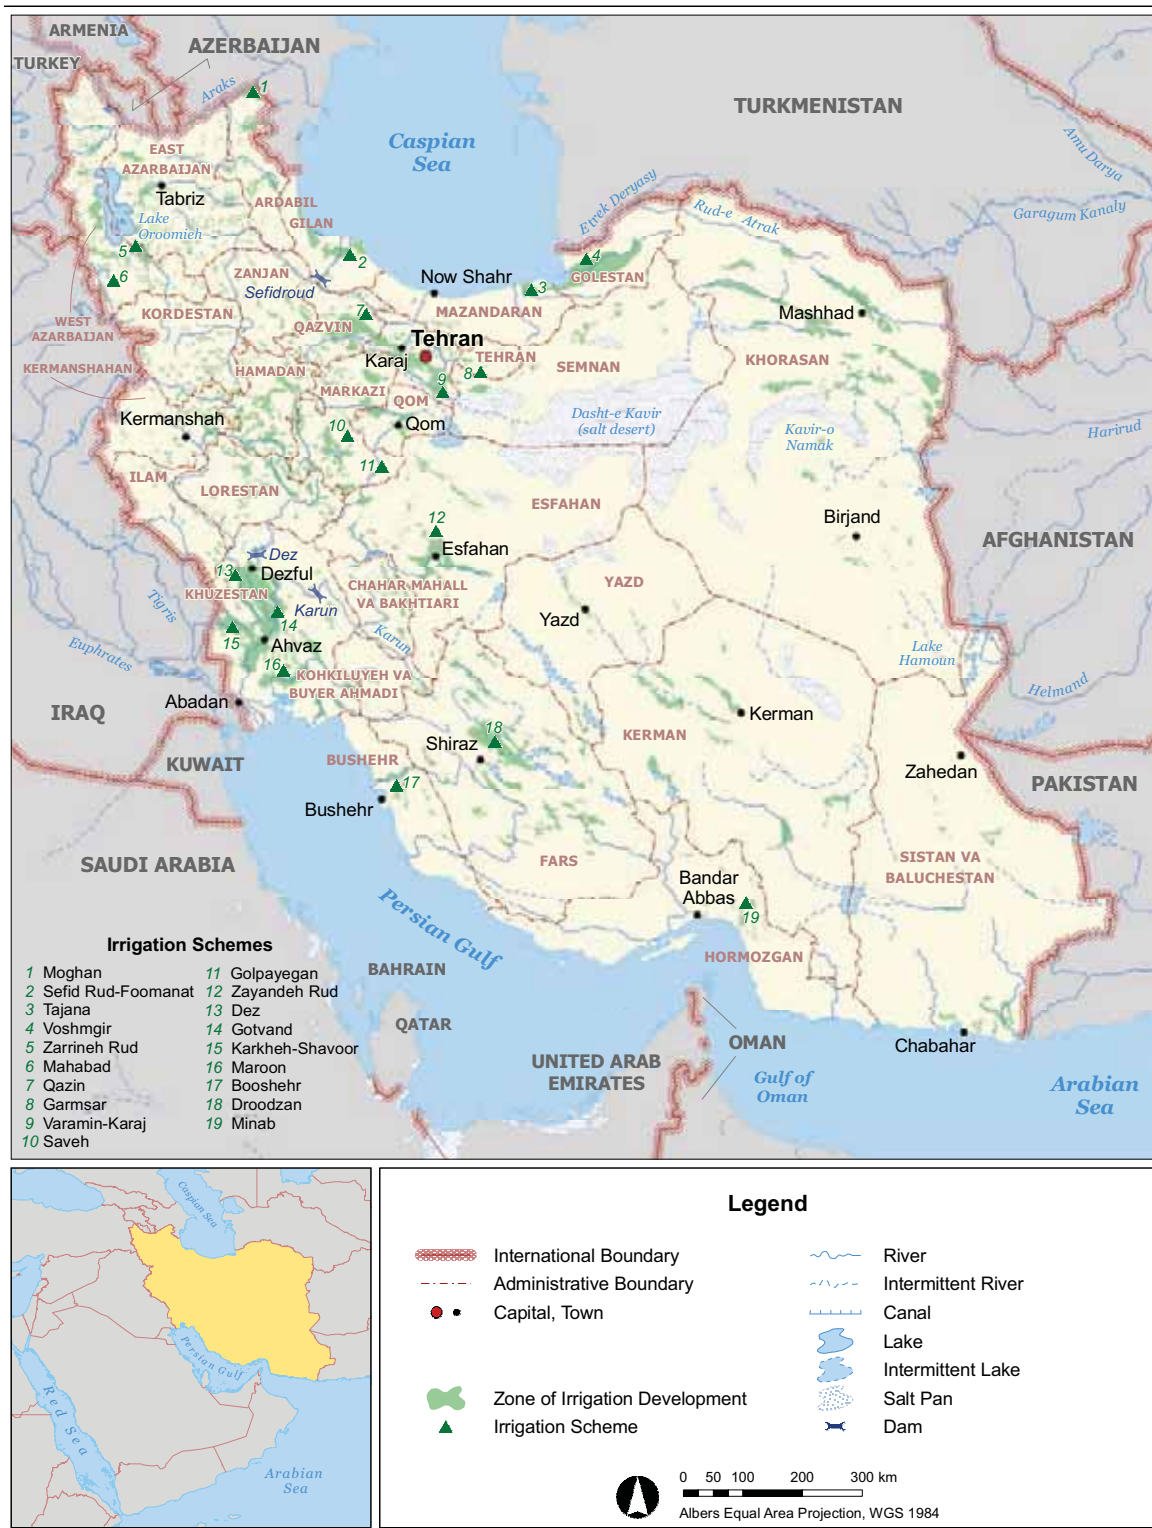 ARMENIA
AZERBAIJAN
TURKEY
Araks
1
TURKMENISTAN
Caspian
Sea
Amu Darya
Garagum Kanaly
Etrek Deryasy
Rud-e Atrak
EAST
AZARBAIJAN
Tabriz
ARDABIL
GILAN
Lake
Oroomieh
5
6
2
4
GOLESTAN
ZANJAN
Sefidroud
Now Shahr
3
MAZANDARAN
Mashhad
KORDESTAN
WEST
AZARBAIJAN
7
QAZVIN
Tehran
Karaj
TEHRAN
8
SEMNAN
KHORASAN
KERMANSHAHAN
HAMADAN
MARKAZI
9
QOM
Kermanshah
10
Qom
Dasht-e Kavir
(salt desert)
Kavir-o
Namak
Harirud
11
ILAM
LORESTAN
ESFAHAN
12
Birjand
Esfahan
AFGHANISTAN
Dez
13
Dezful
KHUZESTAN
CHAHAR MAHALL
VA BAKHTIARI
YAZD
Karun
Tigris
14
15
Ahvaz
Karun
Yazd
Euphrates
16
KOHKILUYEH VA
BUYER AHMADI
Lake
Hamoun
Helmand
Abadan
IRAQ
Kerman
KUWAIT
18
Shiraz
KERMAN
BUSHEHR
17
Zahedan
PAKISTAN
Bushehr
SAUDI ARABIA
FARS
SISTAN VA
BALUCHESTAN
Bandar
Abbas
19
Persian Gulf
HORMOZGAN
BAHRAIN
QATAR
UNITED ARAB
EMIRATES
OMAN
Gulf of
Oman
Chabahar
Arabian
Sea
Irrigation Schemes
1 Moghan
2 Sefid Rud-Foomanat
3 Tajana
4 Voshmgir
5 Zarrineh Rud
6 Mahabad
7 Qazin
8 Garmsar
9 Varamin-Karaj
10 Saveh
11 Golpayegan
12 Zayandeh Rud
13 Dez
14 Gotvand
15 Karkheh-Shavoor
16 Maroon
17 Booshehr
18 Droodzan
19 Minab
Caspian Sea
Persian Gulf
Red Sea
Arabian
Sea
Legend
International Boundary
Administrative Boundary
Capital, Town
Zone of Irrigation Development
Irrigation Scheme
River
Intermittent River
Canal
Lake
Intermittent Lake
Salt Pan
Dam
0 50 100 200 300 km
Albers Equal Area Projection, WGS 1984